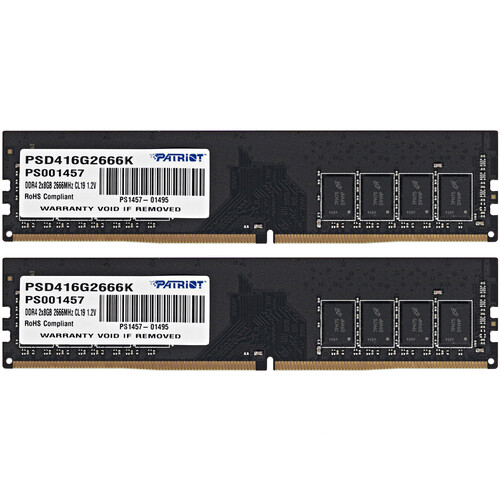 PSD416G2666K
PATRIOT
PS001457
DDR4 2x8GB 2666MHz CL19 1.2V
RoHS Compliant
PS1457-01495
WARRANTY VOID IF REMOVED
PSD416G2666K
PATRIOT
PS001457
DDR4 2x8GB 2666MHz CL19 1.2V
RoHS Compliant
PS1457-01495
WARRANTY VOID IF REMOVED